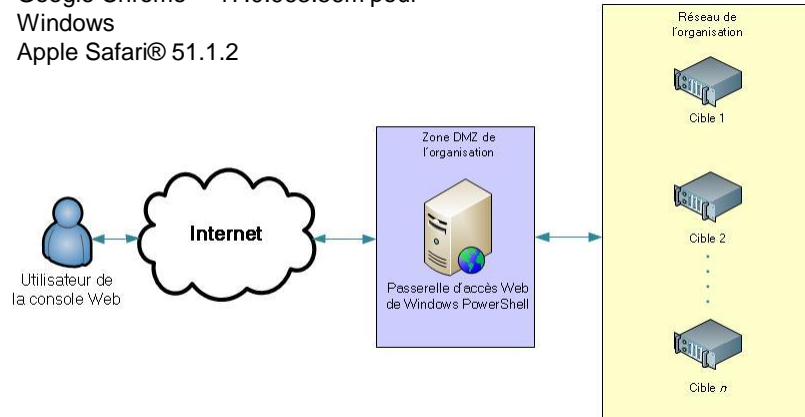 Windows
Apple Safari® 51.1.2
Réseau de
l'organisation
Cible 1
Zone DMZ de
l'organisation
Internet
Cible 2
Utilisateur de
la console Web
Passerelle d'accès Web
de Windows PowerShell
Cible n